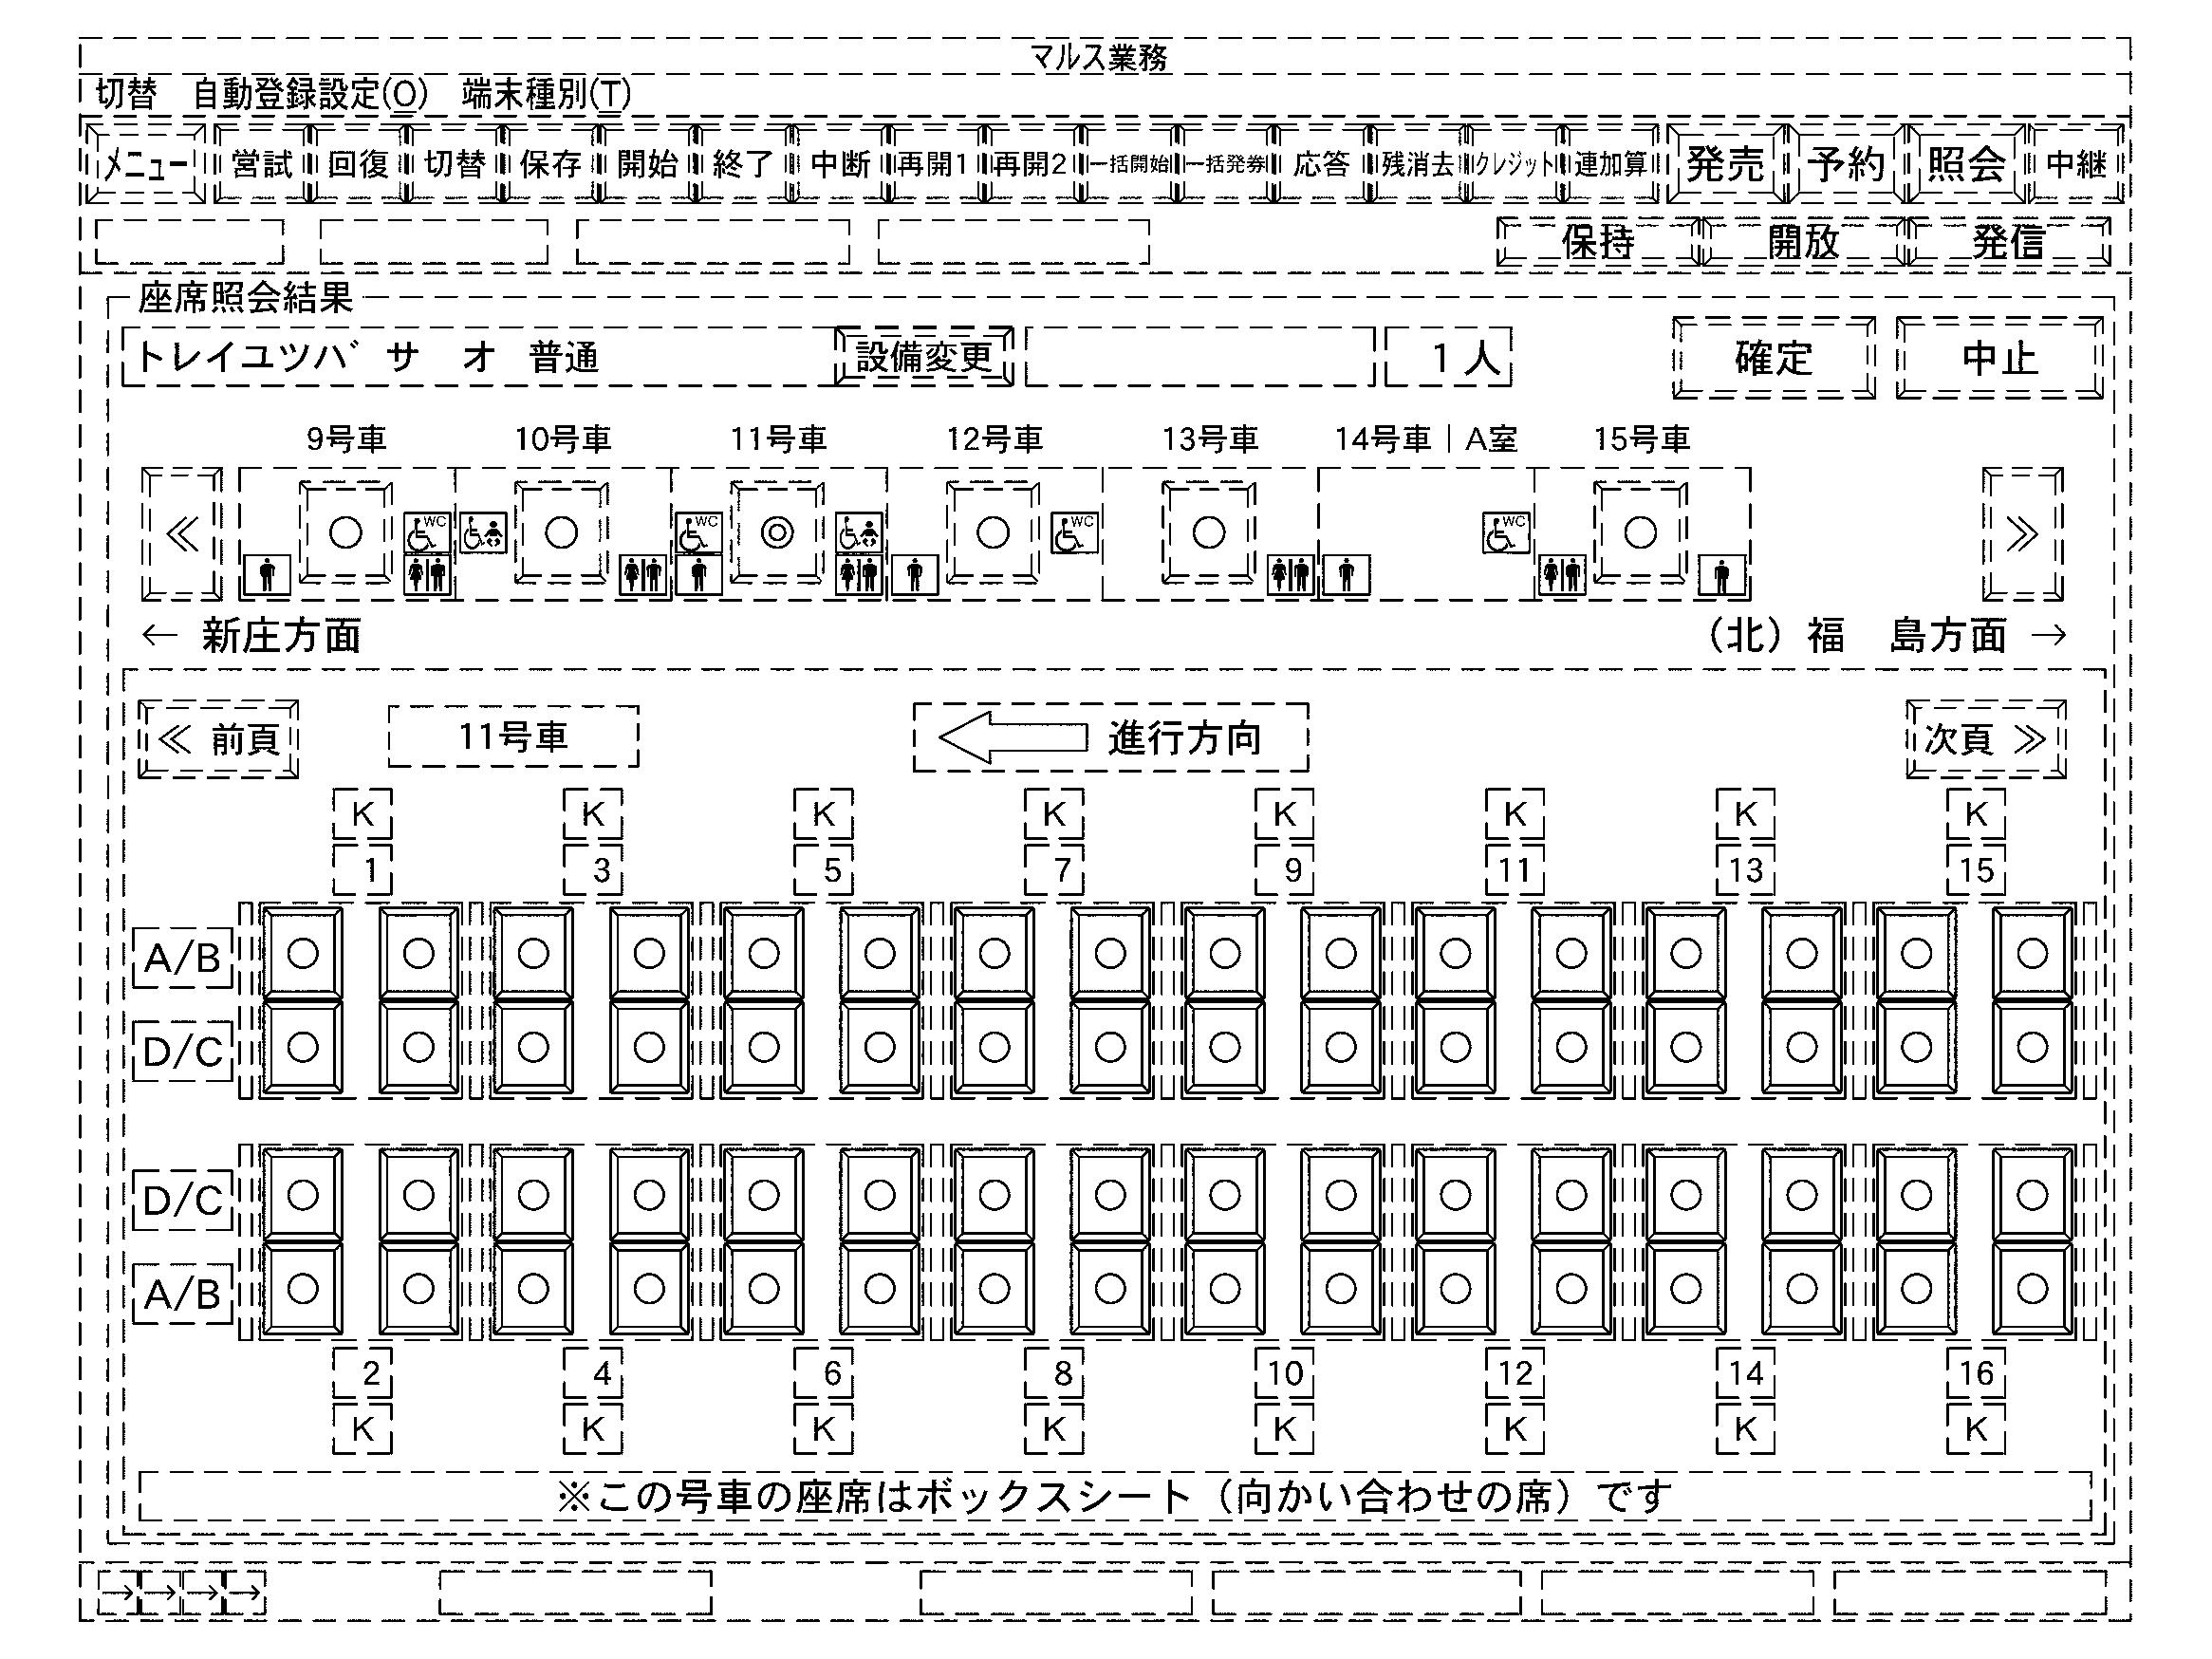 マルス業務
切替 自動登録設定(O) 端末種別(T)
メニュー 営試 回復 切替 保存 開始 終了 中断 再開1 再開2 一括開始 一括発券 応答 残消去 クレジット 連加算 発売 予約 照会 中継
保持 開放 発信
座席照会結果
トレイユツバ゛ サ オ 普通 設備変更 1人 確定 中止
9号車 10号車 11号車 12号車 13号車 14号車|A室 15号車
≪ ○ WC ○ WC ◎ ○ WC ○ WC ○ ≫
← 新庄方面 (北)福 島方面 →
≪ 前頁 11号車 進行方向 次頁 ≫
K K K K K K K K
1 3 5 7 9 11 13 15
A/B ○ ○ ○ ○ ○ ○ ○ ○ ○ ○ ○ ○ ○ ○ ○ ○
D/C ○ ○ ○ ○ ○ ○ ○ ○ ○ ○ ○ ○ ○ ○ ○ ○
D/C ○ ○ ○ ○ ○ ○ ○ ○ ○ ○ ○ ○ ○ ○ ○ ○
A/B ○ ○ ○ ○ ○ ○ ○ ○ ○ ○ ○ ○ ○ ○ ○ ○
2 4 6 8 10 12 14 16
K K K K K K K K
※この号車の座席はボックスシート(向かい合わせの席)です
→ → → →